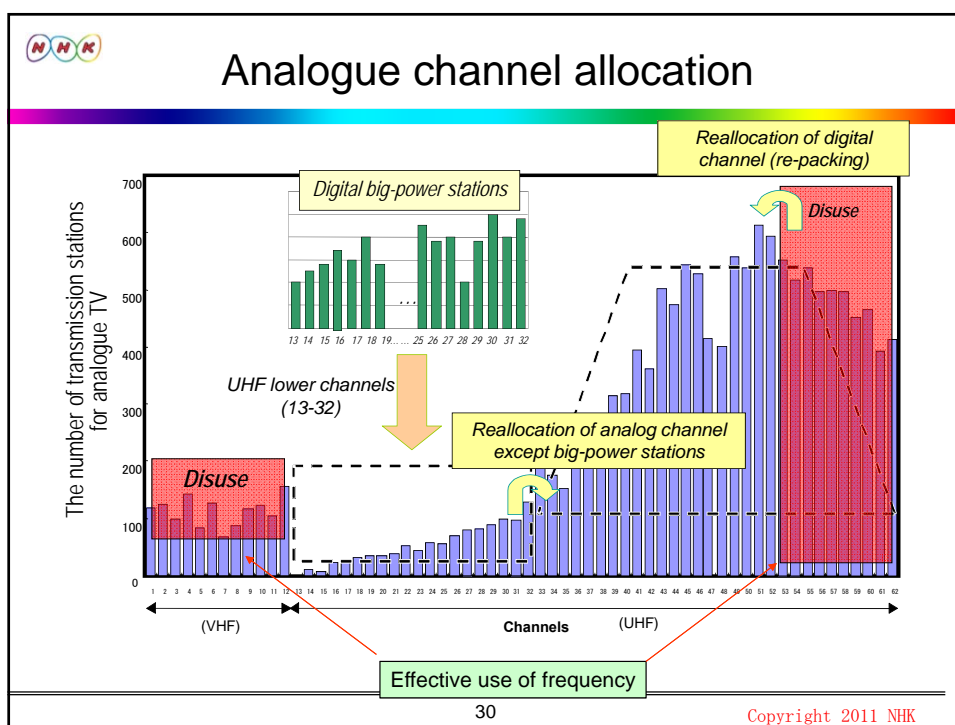 NHK
Analogue channel allocation
Reallocation of digital
channel (re-packing)
Digital big-power stations
Disuse
700
600
500
400
300
200
100
0
The number of transmission stations
for analogue TV
13 14 15 16 17 18 19... ... 25 26 27 28 29 30 31 32
...
UHF lower channels
(13-32)
Reallocation of analog channel
except big-power stations
Disuse
1 2 3 4 5 6 7 8 9 10 11 12 13 14 15 16 17 18 19 20 21 22 23 24 25 26 27 28 29 30 31 32 33 34 35 36 37 38 39 40 41 42 43 44 45 46 47 48 49 50 51 52 53 54 55 56 57 58 59 60 61 62
(VHF)
Channels
(UHF)
Effective use of frequency
30
Copyright 2011 NHK